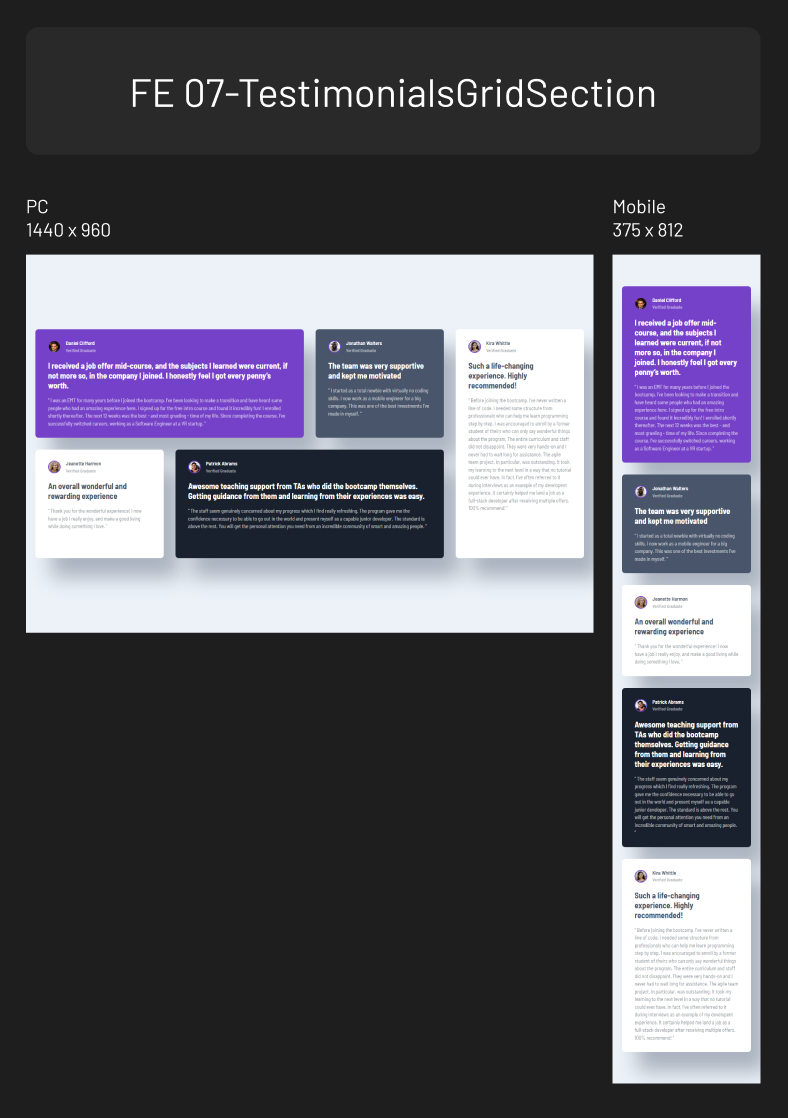 FE 07-TestimonialsGridSection
PC
1440 x 960
Daniel Clifford
Verified Graduate
I received a job offer mid-course, and the subjects I learned were current, if
not more so, in the company I joined. I honestly feel I got every penny's
worth.
" I was an EMT for many years before I joined the bootcamp. I've been looking to make a transition and have heard some
people who had an amazing experience here. I signed up for the free intro course and found it incredibly fun! I enrolled
shortly thereafter. The next 12 weeks was the best - and most grueling - time of my life. Since completing the course, I've
successfully switched careers, working as a Software Engineer at a VR startup. "
Jonathan Walters
Verified Graduate
The team was very supportive
and kept me motivated
" I started as a total newbie with virtually no coding
skills. I now work as a mobile engineer for a big
company. This was one of the best investments I've
made in myself. "
Kira Whittle
Verified Graduate
Such a life-changing
experience. Highly
recommended!
" Before joining the bootcamp, I've never written a
line of code. I needed some structure from
professionals who can help me learn programming
step by step. I was encouraged to enroll by a former
student of theirs who can only say wonderful things
about the program. The entire curriculum and staff
did not disappoint. They were very hands-on and I
never had to wait long for assistance. The agile
team project, in particular, was outstanding. It took
my learning to the next level in a way that no tutorial
could ever have. In fact, I've often referred to it
during interviews as an example of my developent
experience. It certainly helped me land a job as a
full-stack developer after receiving multiple offers.
100% recommend! "
Jeanette Harmon
Verified Graduate
An overall wonderful and
rewarding experience
" Thank you for the wonderful experience! I now
have a job I really enjoy, and make a good living
while doing something I love. "
Patrick Abrams
Verified Graduate
Awesome teaching support from TAs who did the bootcamp themselves.
Getting guidance from them and learning from their experiences was easy.
" The staff seem genuinely concerned about my progress which I find really refreshing. The program gave me the
confidence necessary to be able to go out in the world and present myself as a capable junior developer. The standard is
above the rest. You will get the personal attention you need from an incredible community of smart and amazing people. "
Mobile
375 x 812
Daniel Clifford
Verified Graduate
I received a job offer mid-
course, and the subjects I
learned were current, if not
more so, in the company I
joined. I honestly feel I got every
penny's worth.
" I was an EMT for many years before I joined the
bootcamp. I've been looking to make a transition and
have heard some people who had an amazing
experience here. I signed up for the free intro
course and found it incredibly fun! I enrolled shortly
thereafter. The next 12 weeks was the best - and
most grueling - time of my life. Since completing the
course, I've successfully switched careers, working
as a Software Engineer at a VR startup. "
Jonathan Walters
Verified Graduate
The team was very supportive
and kept me motivated
" I started as a total newbie with virtually no coding
skills. I now work as a mobile engineer for a big
company. This was one of the best investments I've
made in myself. "
Jeanette Harmon
Verified Graduate
An overall wonderful and
rewarding experience
" Thank you for the wonderful experience! I now
have a job I really enjoy, and make a good living while
doing something I love. "
Patrick Abrams
Verified Graduate
Awesome teaching support from
TAs who did the bootcamp
themselves. Getting guidance
from them and learning from
their experiences was easy.
" The staff seem genuinely concerned about my
progress which I find really refreshing. The program
gave me the confidence necessary to be able to go
out in the world and present myself as a capable
junior developer. The standard is above the rest. You
will get the personal attention you need from an
incredible community of smart and amazing people.
"
Kira Whittle
Verified Graduate
Such a life-changing
experience. Highly
recommended!
" Before joining the bootcamp, I've never written a
line of code. I needed some structure from
professionals who can help me learn programming
step by step. I was encouraged to enroll by a former
student of theirs who can only say wonderful things
about the program. The entire curriculum and staff
did not disappoint. They were very hands-on and I
never had to wait long for assistance. The agile team
project, in particular, was outstanding. It took my
learning to the next level in a way that no tutorial
could ever have. In fact, I've often referred to it
during interviews as an example of my developent
experience. It certainly helped me land a job as a
full-stack developer after receiving multiple offers.
100% recommend! "